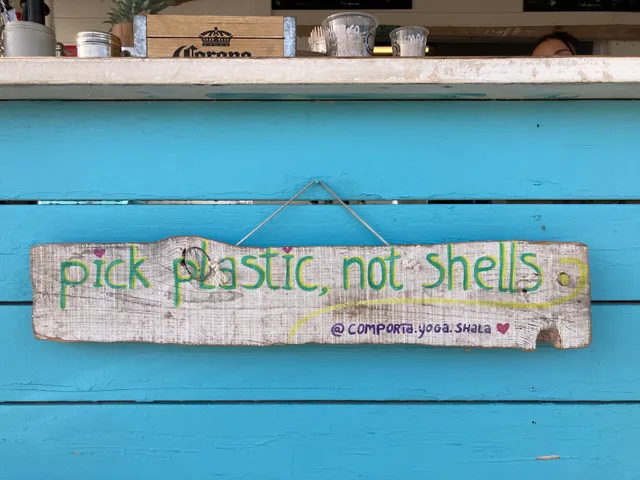 Corona
pick plastic, not shells
@COMPORTA.YOGA.SHALA